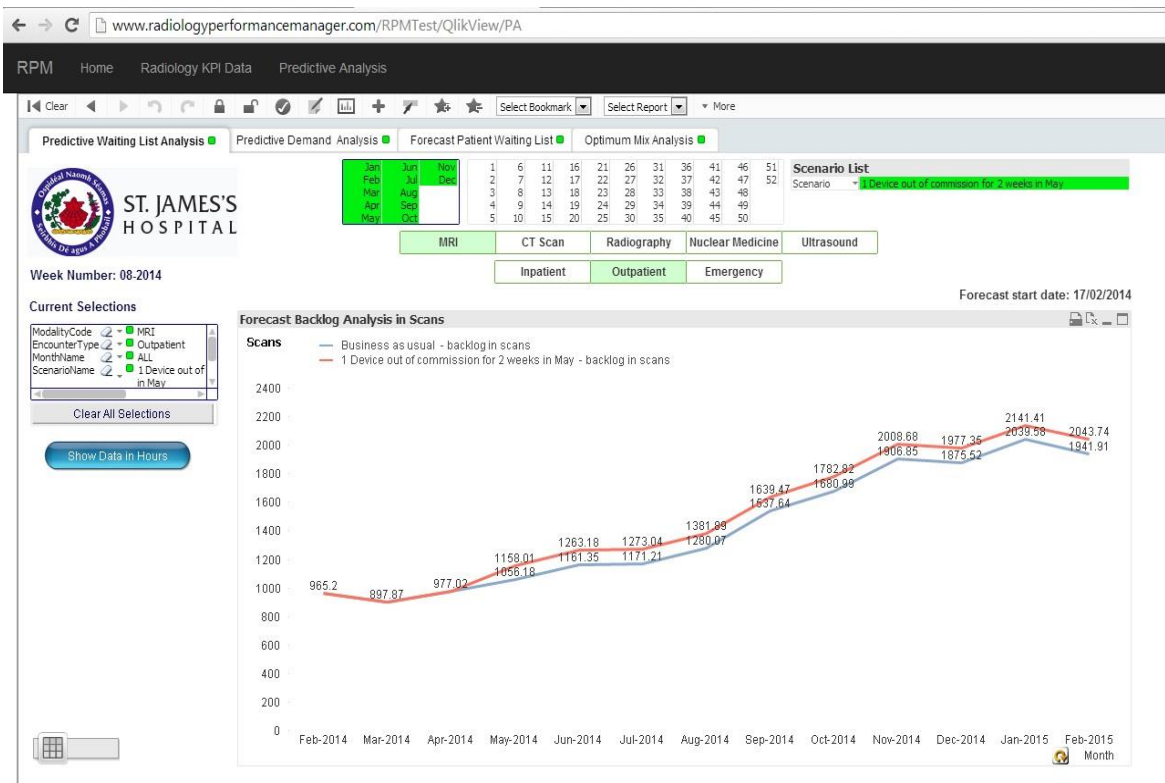 www.radiologyperformancemanager.com/RPMTest/QlikView/PA
RPM Home Radiology KPI Data Predictive Analysis
Clear Select Bookmark Select Report More
Predictive Waiting List Analysis Predictive Demand Analysis Forecast Patient Waiting List Optimum Mix Analysis
Jan Jun Nov 1 6 11 16 21 26 31 36 41 46 51 Scenario List
Feb Jul Dec 2 7 12 17 22 27 32 37 42 47 52 Scenario 1 Device out of commission for 2 weeks in May
Mar Aug 3 8 13 18 23 28 33 38 43 48
Apr Sep 4 9 14 19 24 29 34 39 44 49
May Oct 5 10 15 20 25 30 35 40 45 50
ST. JAMES'S
HOSPITAL
MRI CT Scan Radiography Nuclear Medicine Ultrasound
Inpatient Outpatient Emergency
Week Number: 08-2014
Forecast start date: 17/02/2014
Current Selections
ModalityCode MRI
EncounterType Outpatient
MonthName ALL
ScenarioName 1 Device out of
in May
Clear All Selections
Show Data in Hours
Forecast Backlog Analysis in Scans
Scans
Business as usual - backlog in scans
1 Device out of commission for 2 weeks in May - backlog in scans
2400
2200
2000
1800
1600
1400
1200
1000
800
600
400
200
0
965.2
897.87
977.02
1158.01
1056.18
1263.18
1161.35
1273.04
1171.21
1381.89
1280.07
1639.47
1537.64
1782.82
1680.99
2008.68
1906.85
1977.35
1875.52
2141.41
2039.58
2043.74
1941.91
Feb-2014 Mar-2014 Apr-2014 May-2014 Jun-2014 Jul-2014 Aug-2014 Sep-2014 Oct-2014 Nov-2014 Dec-2014 Jan-2015 Feb-2015
Month